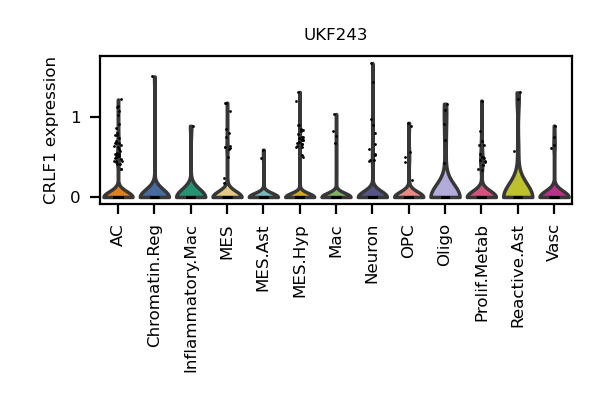 UKF243
CRLF1 expression
1
0
AC
Chromatin.Reg
Inflammatory.Mac
MES
MES.Ast
MES.Hyp
Mac
Neuron
OPC
Oligo
Prolif.Metab
Reactive.Ast
Vasc